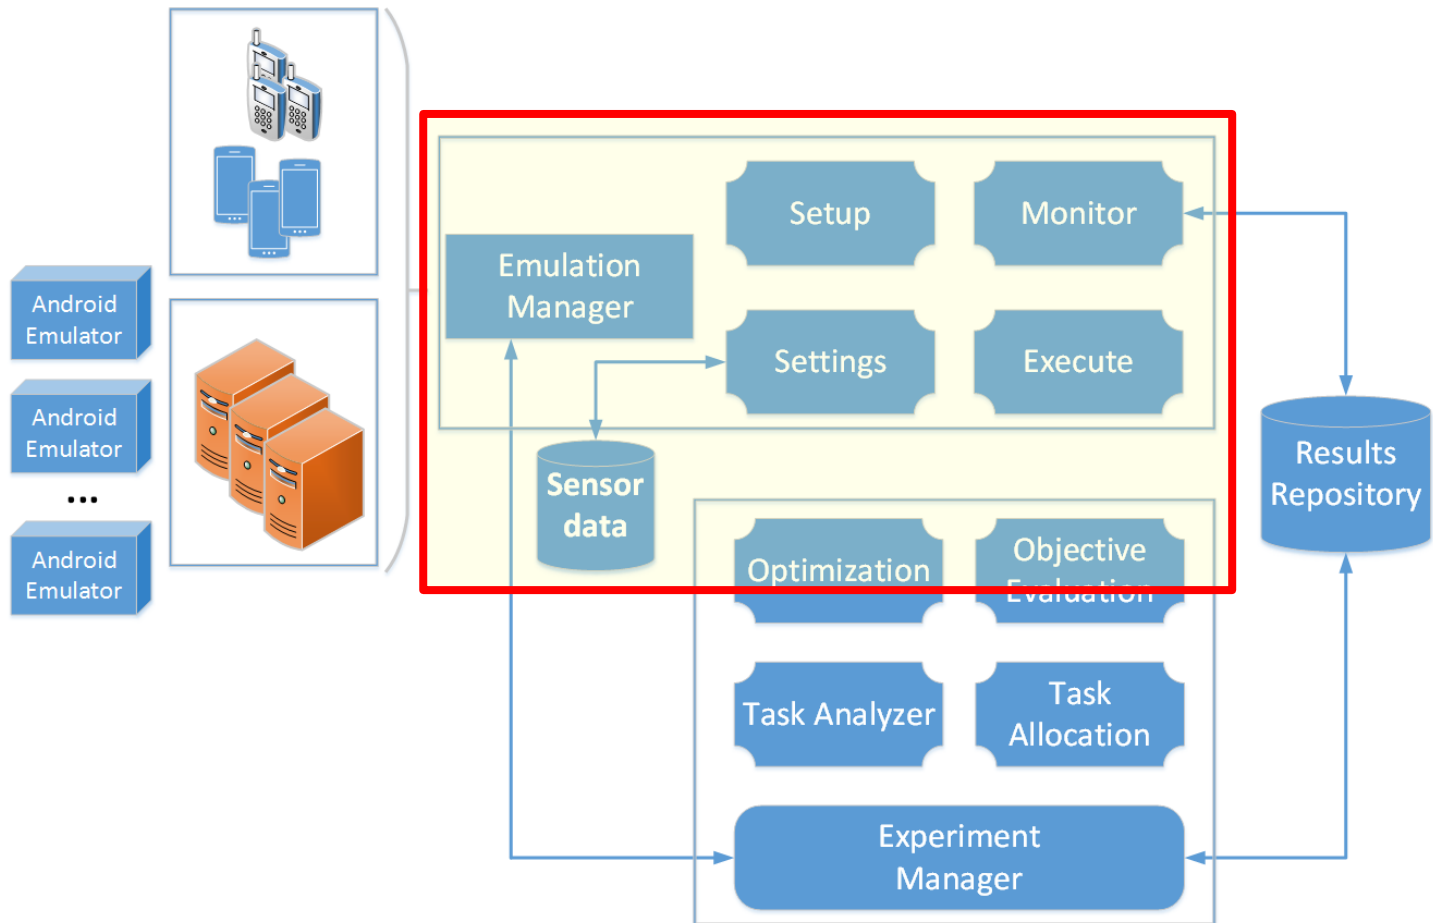 Setup
Monitor
Emulation
Manager
Android
Emulator
Settings
Execute
Android
Emulator
...
Sensor
data
Results
Repository
Android
Emulator
Optimization
Objective
Evaluation
Task Analyzer
Task
Allocation
Experiment
Manager